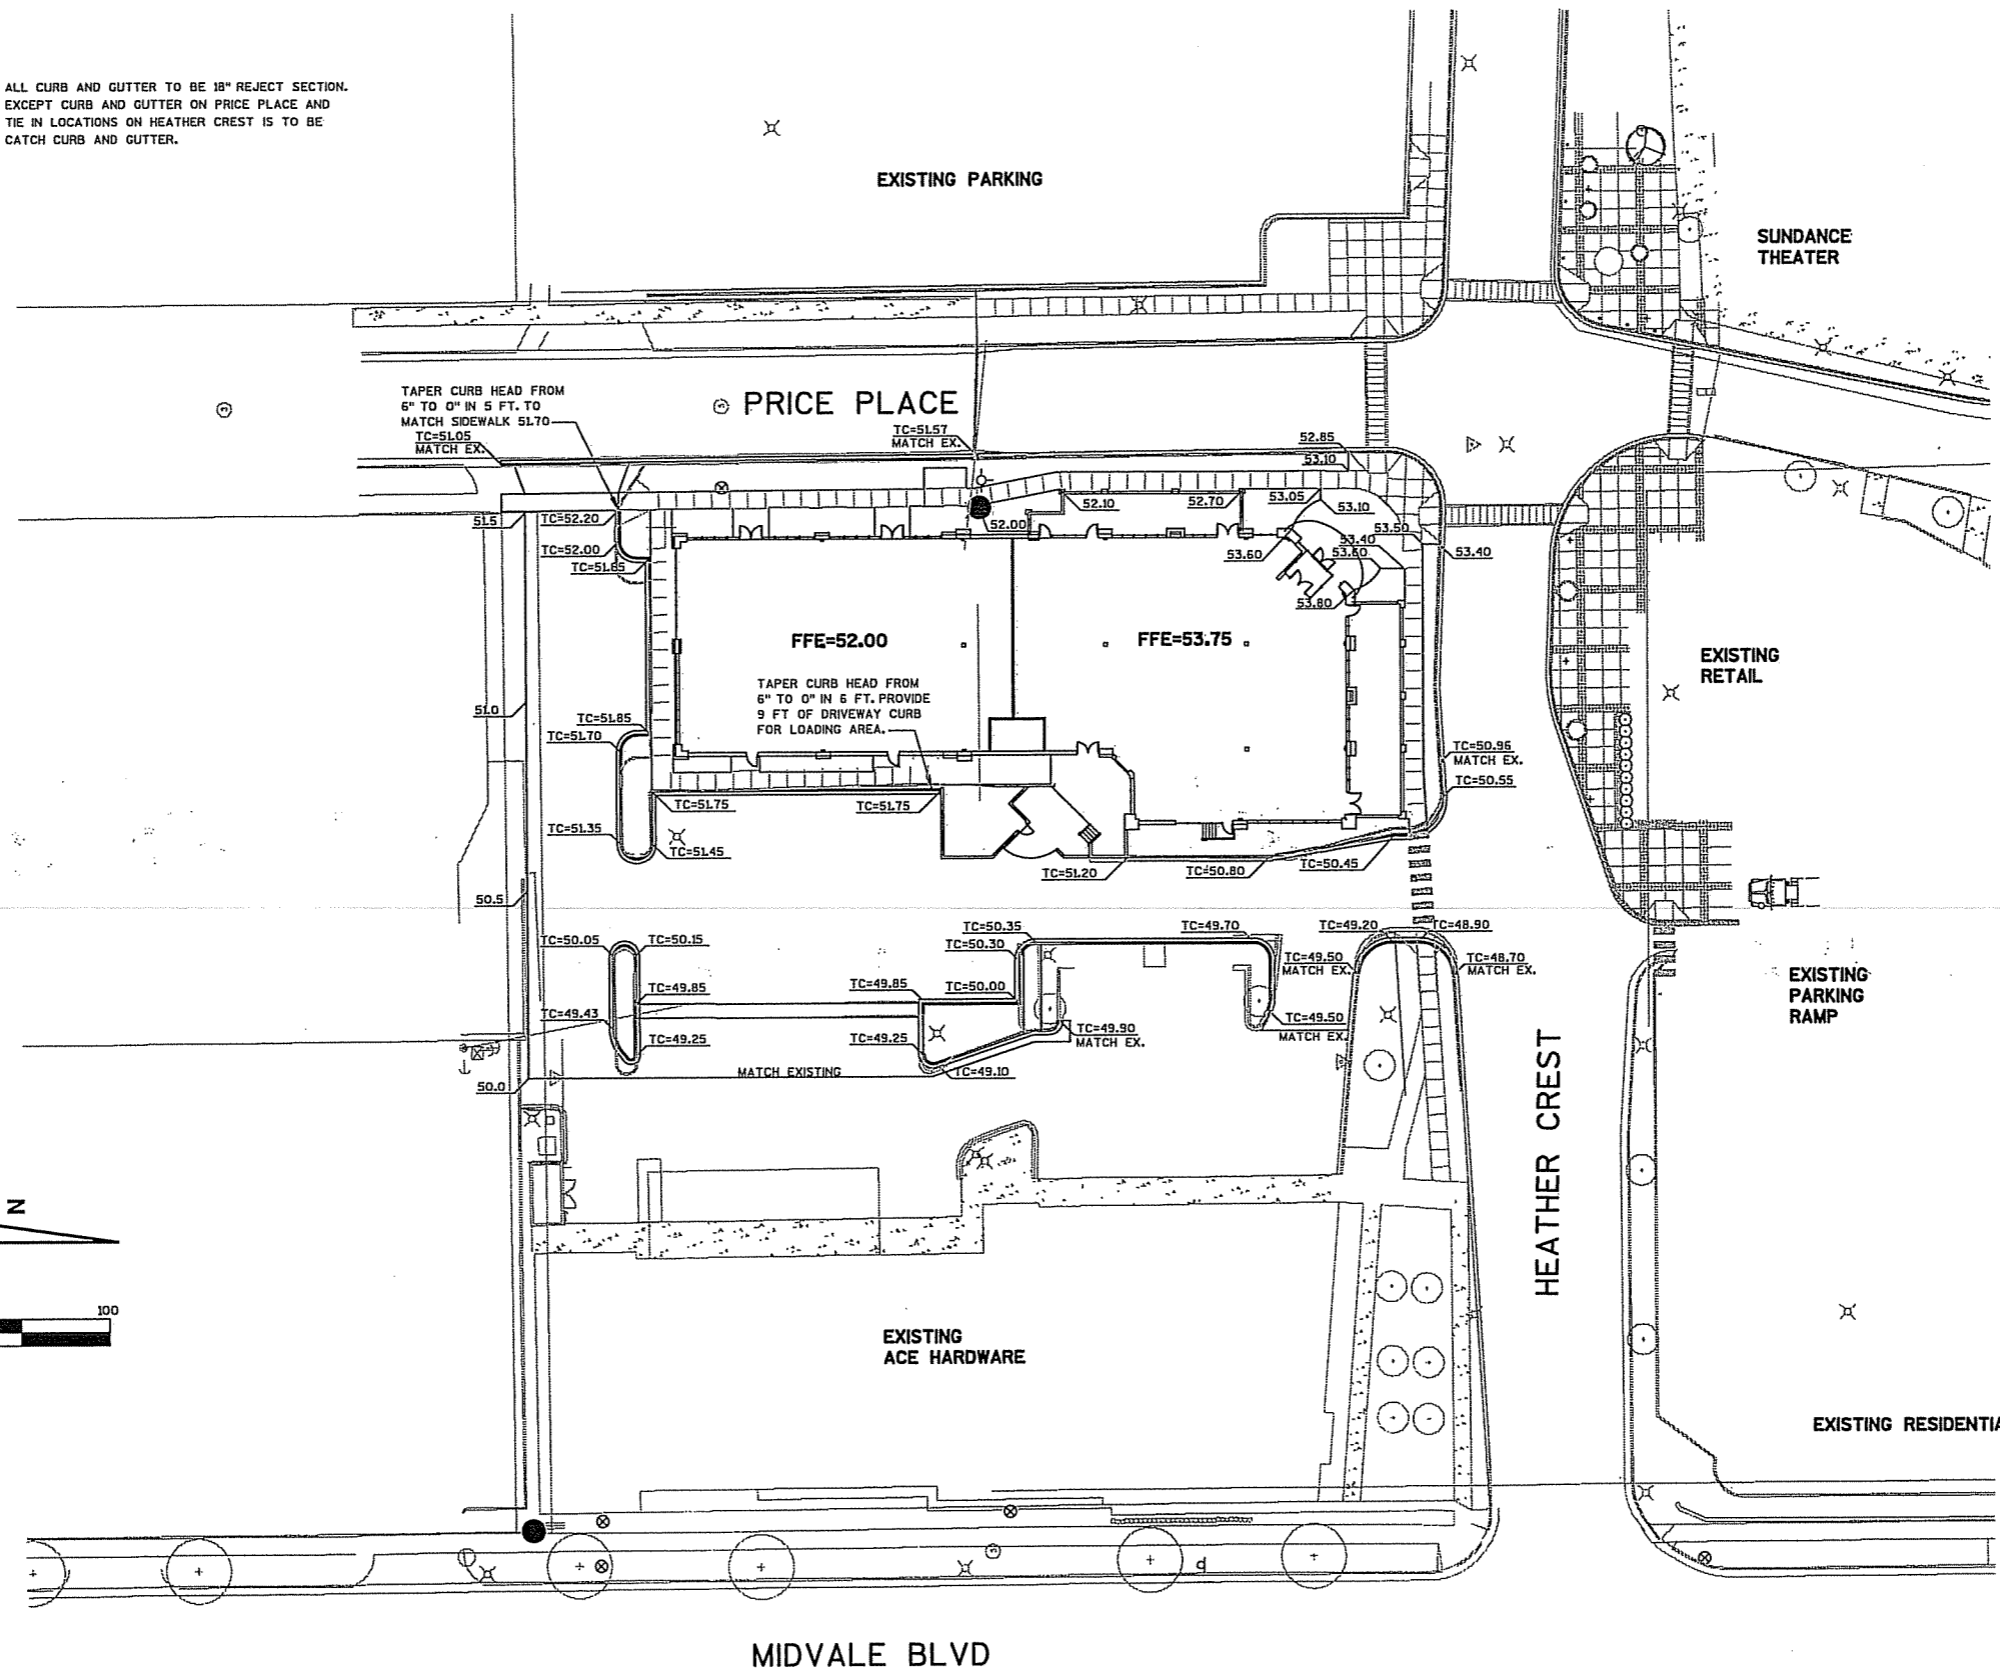 ALL CURB AND GUTTER TO BE 18" REJECT SECTION.
EXCEPT CURB AND GUTTER ON PRICE PLACE AND
TIE IN LOCATIONS ON HEATHER CREST IS TO BE
CATCH CURB AND GUTTER.
EXISTING PARKING
SUNDANCE
THEATER
TAPER CURB HEAD FROM
6" TO 0" IN 5 FT. TO
MATCH SIDEWALK 51.70
PRICE PLACE
TC=51.05
MATCH EX.
TC=51.57
MATCH EX.
52.85
53.10
51.5
TC=52.20
52.00
52.10
52.70
53.05
53.10
53.50
53.40
53.40
TC=52.00
TC=51.85
53.60
53.60
53.80
FFE=52.00
FFE=53.75
EXISTING
RETAIL
TAPER CURB HEAD FROM
6" TO 0" IN 6 FT. PROVIDE
9 FT OF DRIVEWAY CURB
FOR LOADING AREA.
51.0
TC=51.85
TC=51.70
TC=50.96
MATCH EX.
TC=50.55
TC=51.75
TC=51.75
TC=51.35
TC=51.45
TC=51.20
TC=50.80
TC=50.45
50.5
TC=50.05
TC=50.15
TC=50.35
TC=50.30
TC=49.70
TC=49.20
TC=48.90
TC=49.50
MATCH EX.
TC=48.70
MATCH EX.
EXISTING
PARKING
RAMP
TC=49.85
TC=49.85
TC=50.00
TC=49.43
TC=49.25
TC=49.25
TC=49.90
MATCH EX.
TC=49.50
MATCH EX.
MATCH EXISTING
TC=49.10
50.0
HEATHER CREST
N
100
EXISTING
ACE HARDWARE
EXISTING RESIDENTIA
d
MIDVALE BLVD